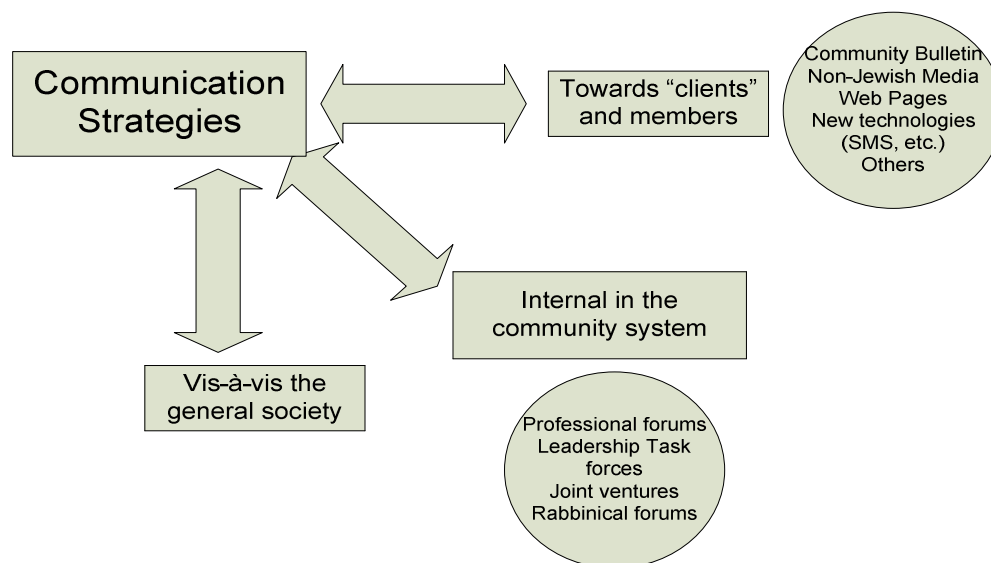 Communication
Strategies
Towards “clients”
and members
Community Bulletin
Non-Jewish Media
Web Pages
New technologies
(SMS, etc.)
Others
Internal in the
community system
Vis-à-vis the
general society
Professional forums
Leadership Task
forces
Joint ventures
Rabbinical forums